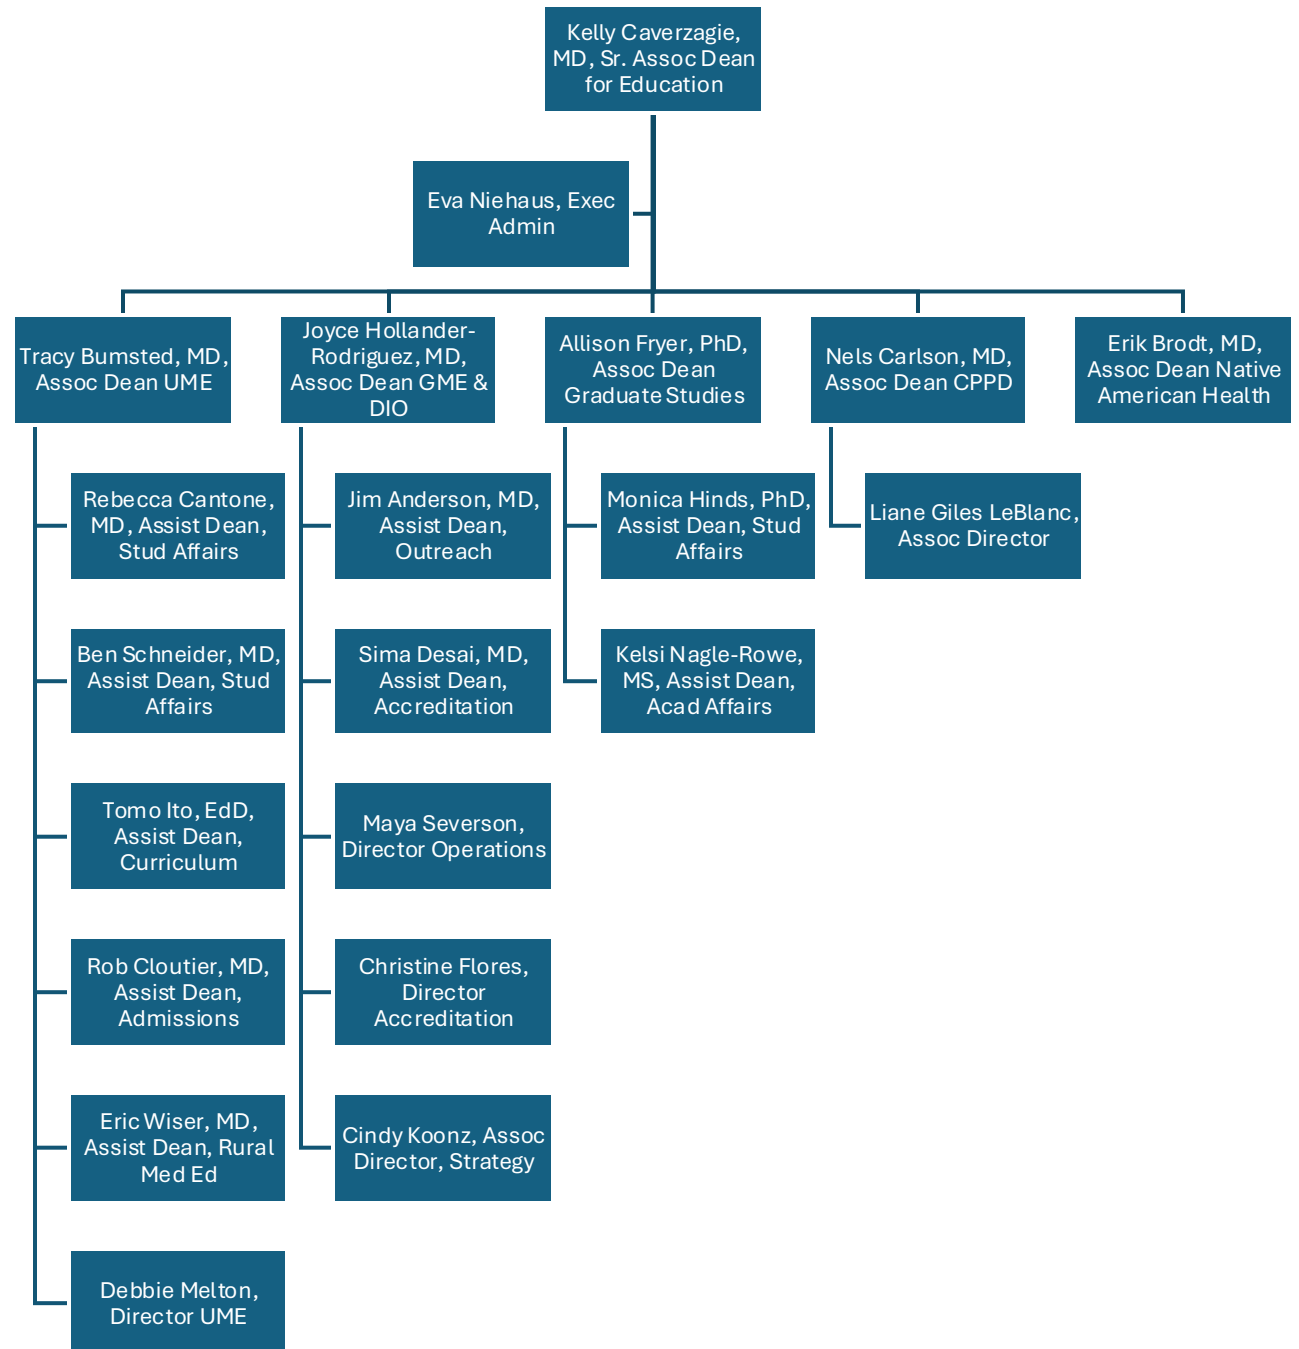 Kelly Caverzagie,
MD, Sr. Assoc Dean
for Education
Eva Niehaus, Exec
Admin
Tracy Bumsted, MD,
Assoc Dean UME
Joyce Hollander-
Rodriguez, MD,
Assoc Dean GME &
DIO
Allison Fryer, PhD,
Assoc Dean
Graduate Studies
Nels Carlson, MD,
Assoc Dean CPPD
Erik Brodt, MD,
Assoc Dean Native
American Health
Rebecca Cantone,
MD, Assist Dean,
Stud Affairs
Ben Schneider, MD,
Assist Dean, Stud
Affairs
Tomo Ito, EdD,
Assist Dean,
Curriculum
Rob Cloutier, MD,
Assist Dean,
Admissions
Eric Wiser, MD,
Assist Dean, Rural
Med Ed
Debbie Melton,
Director UME
Jim Anderson, MD,
Assist Dean,
Outreach
Sima Desai, MD,
Assist Dean,
Accreditation
Maya Severson,
Director Operations
Christine Flores,
Director
Accreditation
Cindy Koonz, Assoc
Director, Strategy
Monica Hinds, PhD,
Assist Dean, Stud
Affairs
Kelsi Nagle-Rowe,
MS, Assist Dean,
Acad Affairs
Liane Giles LeBlanc,
Assoc Director